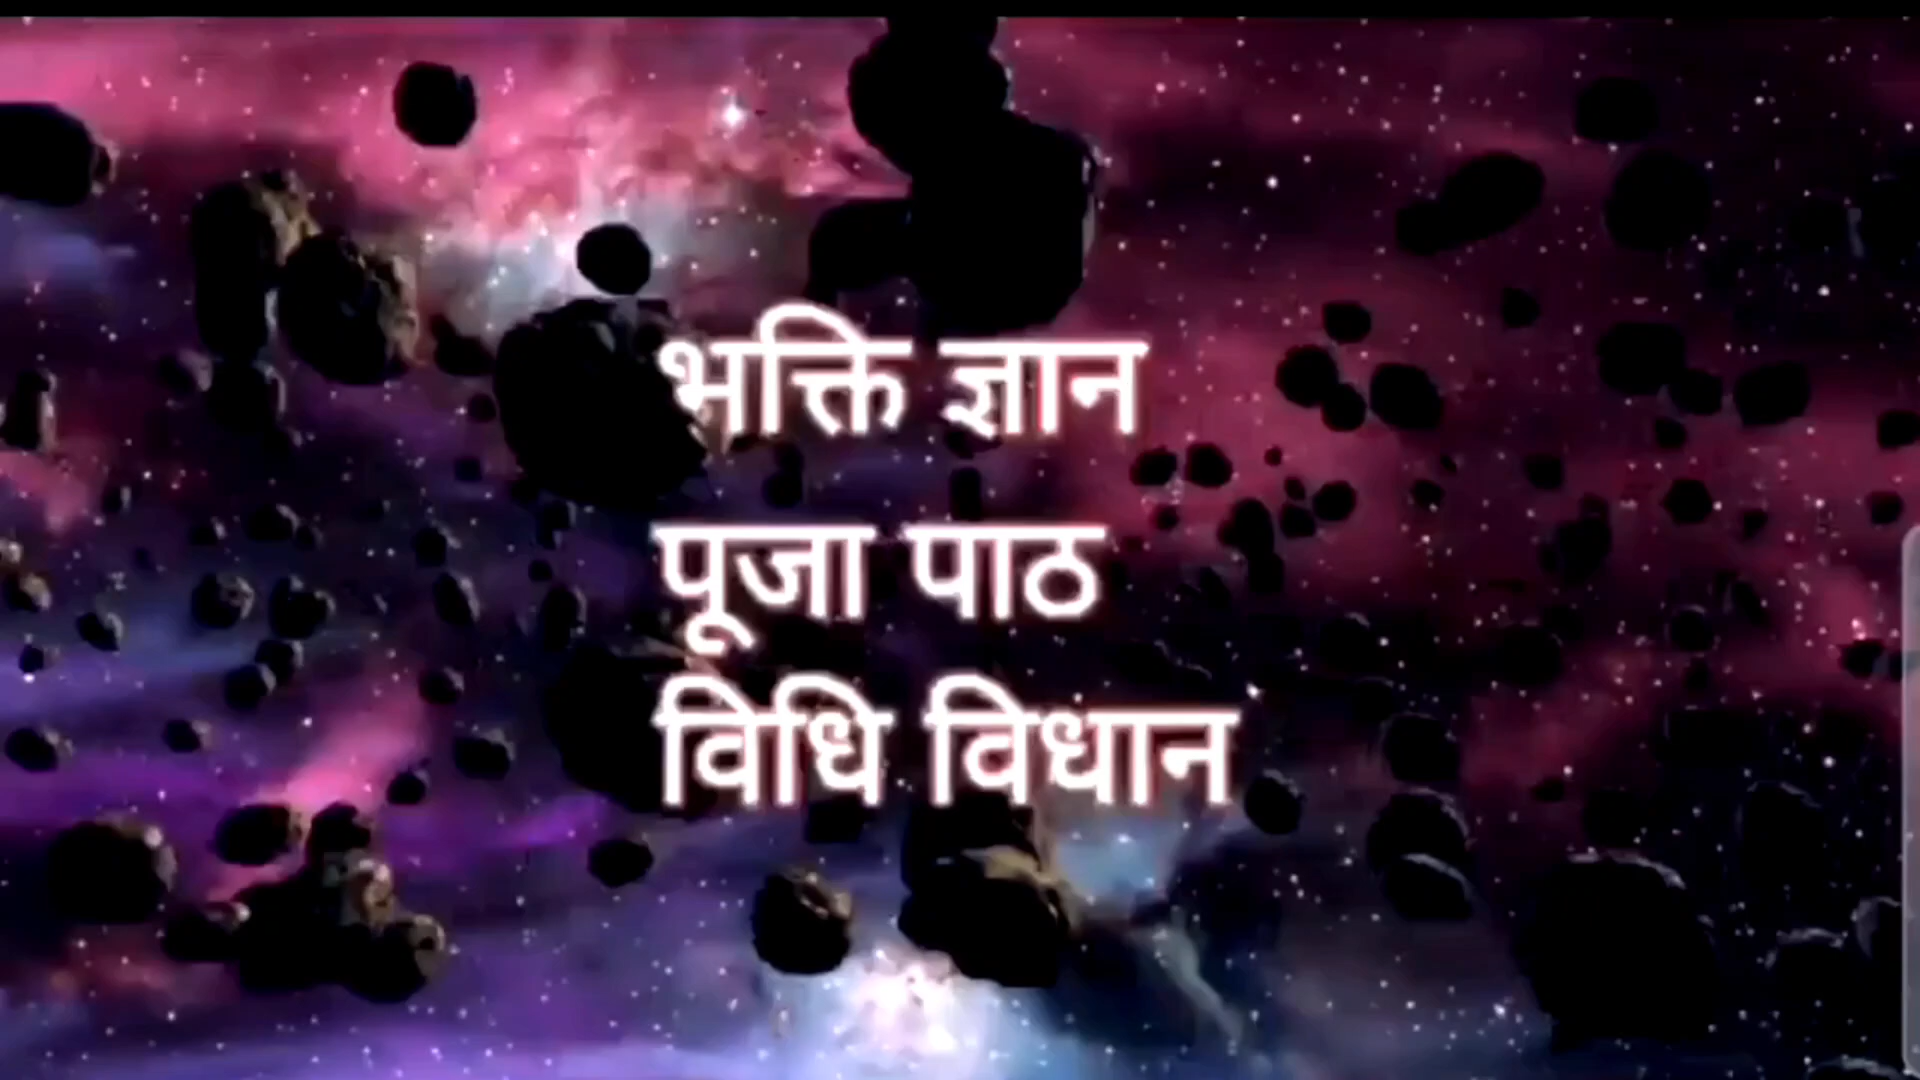 भक्ति ज्ञान
पूजा पाठ
विधि विधान